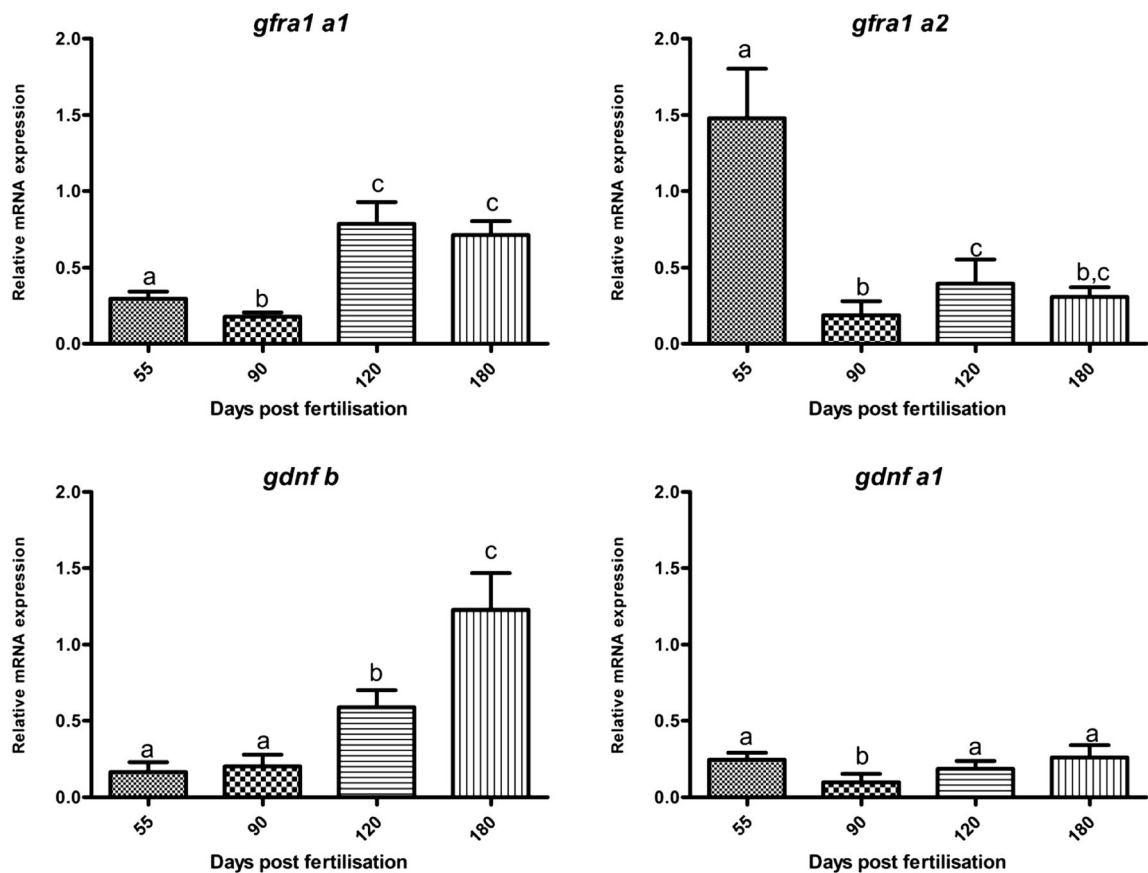 gfra1 a1
Relative mRNA expression
2.0
1.5
1.0
0.5
0.0
a
b
c
c
55
90
120
180
Days post fertilisation
gfra1 a2
Relative mRNA expression
2.0
1.5
1.0
0.5
0.0
a
b
c
b,c
55
90
120
180
Days post fertilisation
gdnf b
Relative mRNA expression
2.0
1.5
1.0
0.5
0.0
a
a
b
c
55
90
120
180
Days post fertilisation
gdnf a1
Relative mRNA expression
2.0
1.5
1.0
0.5
0.0
a
b
a
a
55
90
120
180
Days post fertilisation